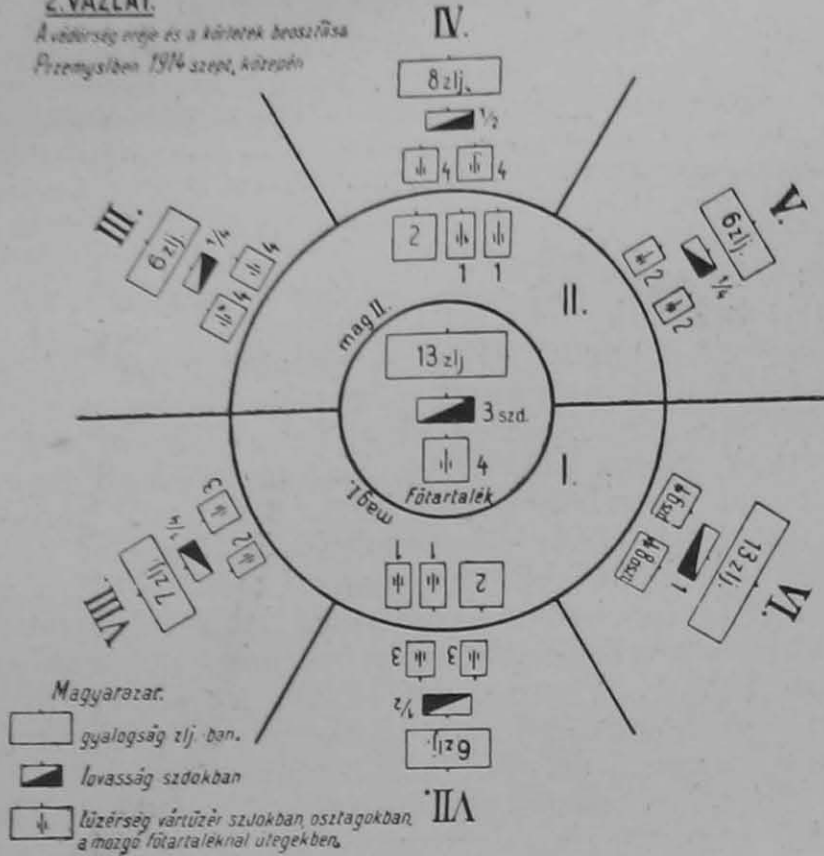 2. VÁZLAT.
A védőrség ereje és a körletek beosztása
Przemyslben 1914 szept. közepén
IV.
8 zlj.
1/2
4 4
III.
6 zlj.
1/4
4
4
V.
6 zlj.
1/4
2
2
2
1 1
II.
mag II.
13 zlj
3 szd.
4
Főtartalék
mag I.
I.
VIII.
7 zlj.
1/4
3
2
1 1 2
VI.
13 zlj.
1
6 szd
8 oszt
3 3
1/2
6 zlj.
VII.
Magyarázat.
gyalogság zlj. ban.
lovasság szdokban
tüzérség vártüzér szdokban, osztagokban,
a mozgó főtartaléknál ütegekben.